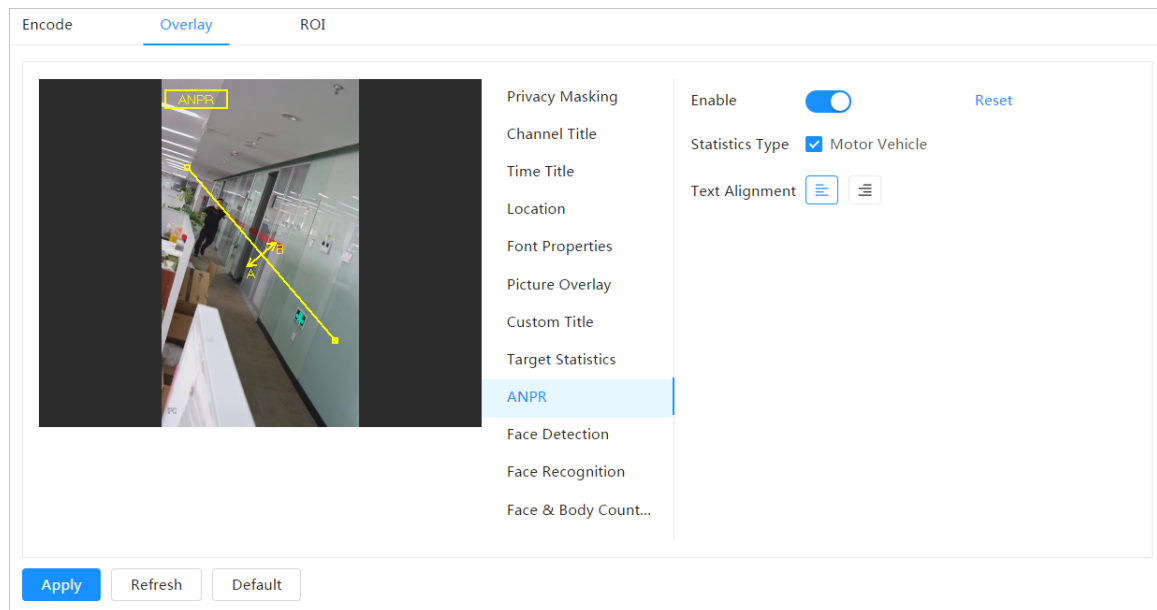 Encode Overlay ROI
ANPR
A
B
IPC
Privacy Masking
Channel Title
Time Title
Location
Font Properties
Picture Overlay
Custom Title
Target Statistics
ANPR
Face Detection
Face Recognition
Face & Body Count...
Enable Reset
Statistics Type Motor Vehicle
Text Alignment
Apply Refresh Default